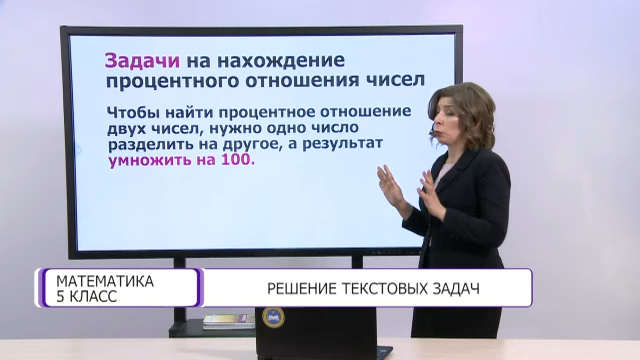 Задачи на нахождение
процентного отношения чисел
Чтобы найти процентное отношение
двух чисел, нужно одно число
разделить на другое, а результат
умножить на 100.
МАТЕМАТИКА
5 КЛАСС
РЕШЕНИЕ ТЕКСТОВЫХ ЗАДАЧ